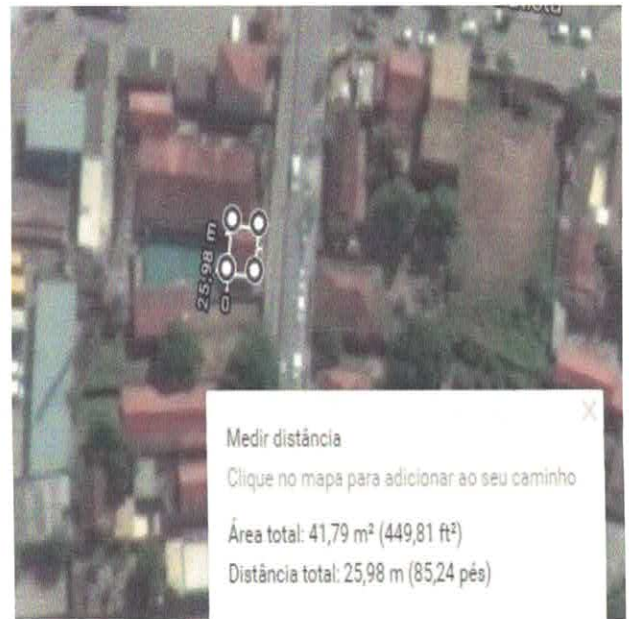 25,98 m
0
Medir distância
Clique no mapa para adicionar ao seu caminho
Área total: 41,79 m² (449,81 ft²)
Distância total: 25,98 m (85,24 pés)